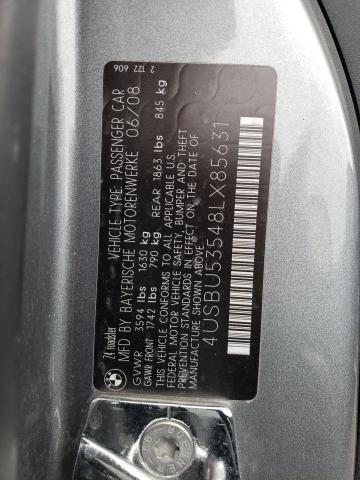 Z4 roadster
VEHICLE TYPE: PASSENGER CAR
MFD BY BAYERISCHE MOTORENWERKE 06/08
GVWR 3594 lbs 1630 kg
GAWR FRONT 1742 lbs 790 kg REAR 1863 lbs 845 kg
THIS VEHICLE CONFORMS TO ALL APPLICABLE U.S.
FEDERAL MOTOR VEHICLE SAFETY, BUMPER AND THEFT
PREVENTION STANDARDS IN EFFECT ON THE DATE OF
MANUFACTURE SHOWN ABOVE.
4USBU53548LX85631
2 122 606
BMW